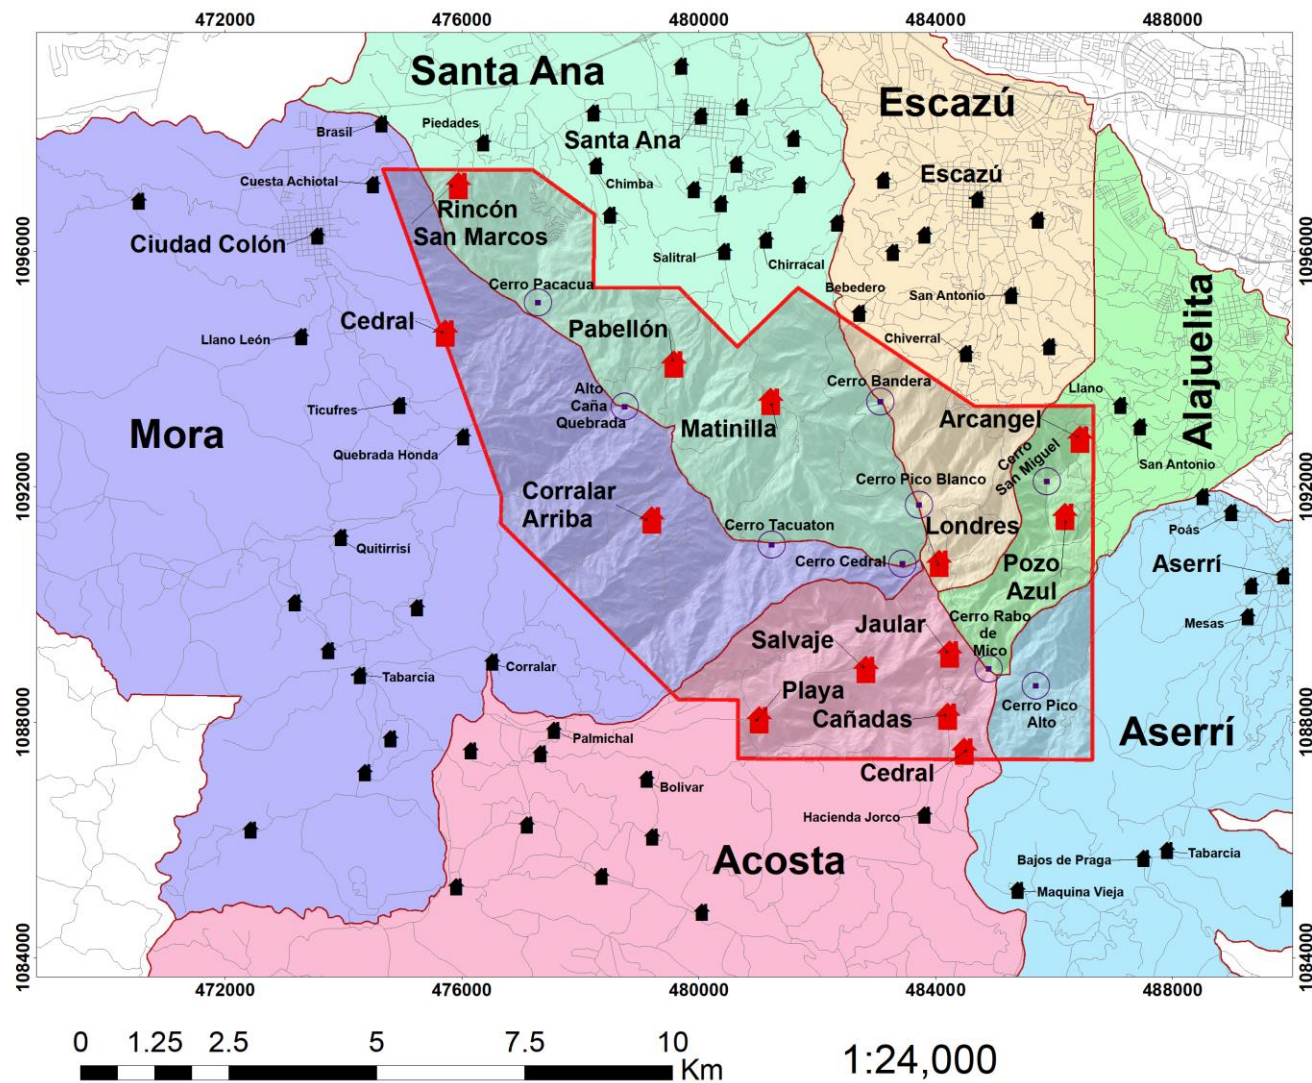 472000
476000
480000
484000
488000
Santa Ana
Escazú
Brasil
Piedades
Santa Ana
Cuesta Achiotal
Chimba
Escazú
Rincón
San Marcos
Ciudad Colón
1096000
1096000
Salitral
Chirracal
Cerro Pacacua
Bebedero
San Antonio
Alajuelita
Cedral
Pabellón
Llano León
Chiverral
Alto
Caña
Quebrada
Cerro Bandera
Llano
Ticufres
Mora
Matinilla
Arcangel
Quebrada Honda
Cerro
San Miguel
San Antonio
1092000
1092000
Corralar
Arriba
Cerro Pico Blanco
Cerro Tacuaton
Londres
Poás
Quitirrisí
Cerro Cedral
Pozo
Azul
Aserrí
Cerro Rabo
de
Mico
Jaular
Mesas
Salvaje
Corralar
Tabarcia
Playa
Cañadas
Cerro Pico
Alto
1088000
1088000
Aserrí
Palmichal
Cedral
Bolivar
Hacienda Jorco
Acosta
Bajos de Praga
Tabarcia
Maquina Vieja
1084000
1084000
472000
476000
480000
484000
488000
0
1.25
2.5
5
7.5
10
Km
1:24,000